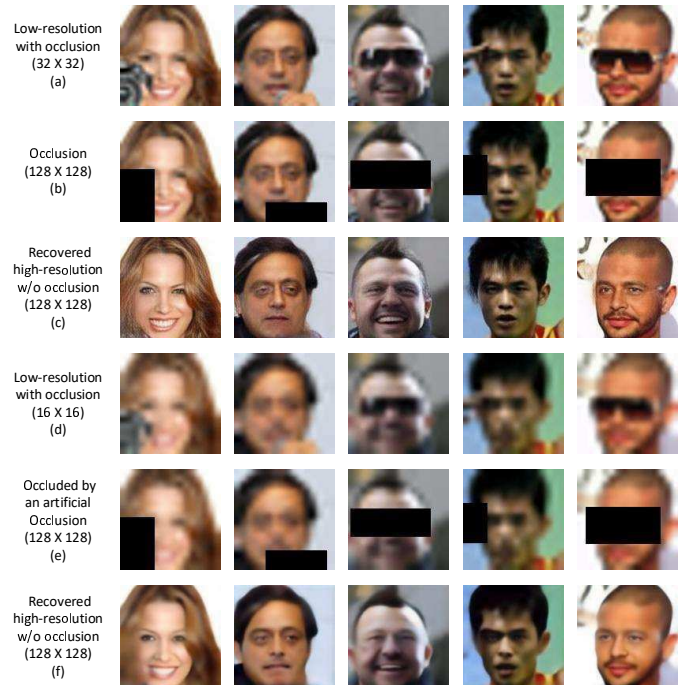 Low-resolution
with occlusion
(32 X 32)
(a)
Occlusion
(128 X 128)
(b)
Recovered
high-resolution
w/o occlusion
(128 X 128)
(c)
Low-resolution
with occlusion
(16 X 16)
(d)
Occluded by
an artificial
Occlusion
(128 X 128)
(e)
Recovered
high-resolution
w/o occlusion
(128 X 128)
(f)